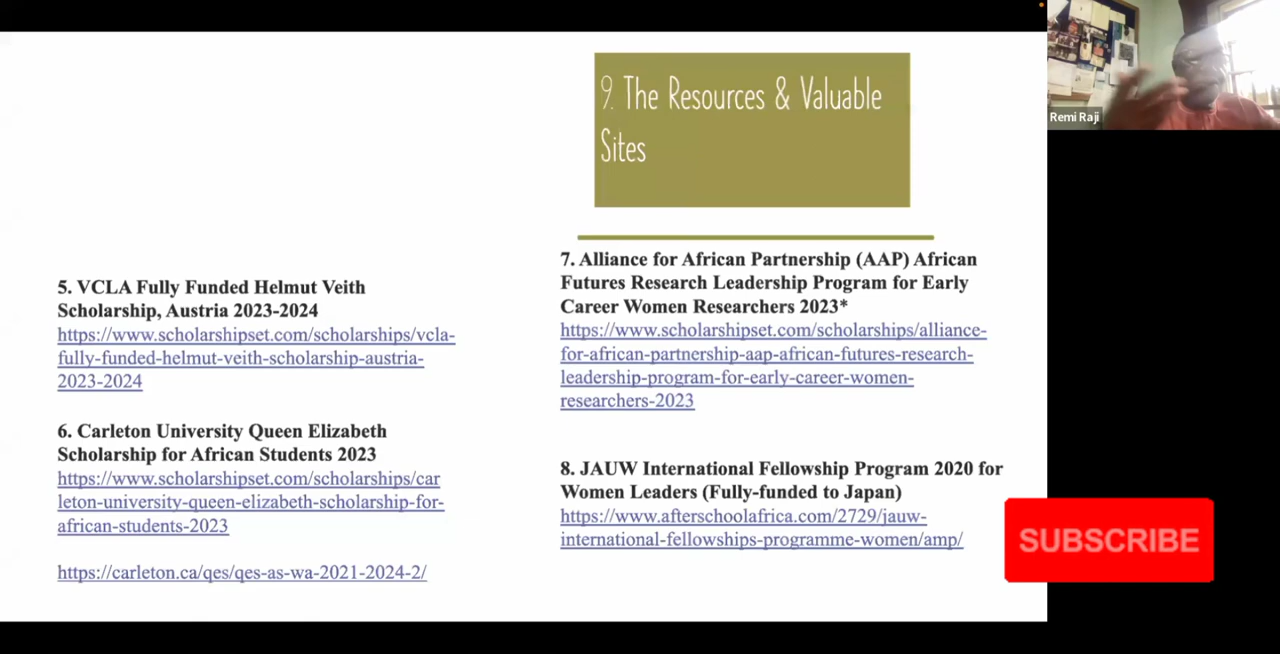 9. The Resources & Valuable
Sites
5. VCLA Fully Funded Helmut Veith
Scholarship, Austria 2023-2024
https://www.scholarshipset.com/scholarships/vcla-
fully-funded-helmut-veith-scholarship-austria-
2023-2024
6. Carleton University Queen Elizabeth
Scholarship for African Students 2023
https://www.scholarshipset.com/scholarships/car
leton-university-queen-elizabeth-scholarship-for-
african-students-2023
https://carleton.ca/qes/qes-as-wa-2021-2024-2/
7. Alliance for African Partnership (AAP) African
Futures Research Leadership Program for Early
Career Women Researchers 2023*
https://www.scholarshipset.com/scholarships/alliance-
for-african-partnership-aap-african-futures-research-
leadership-program-for-early-career-women-
researchers-2023
8. JAUW International Fellowship Program 2020 for
Women Leaders (Fully-funded to Japan)
https://www.afterschoolafrica.com/2729/jauw-
international-fellowships-programme-women/amp/
Remi Raji
SUBSCRIBE